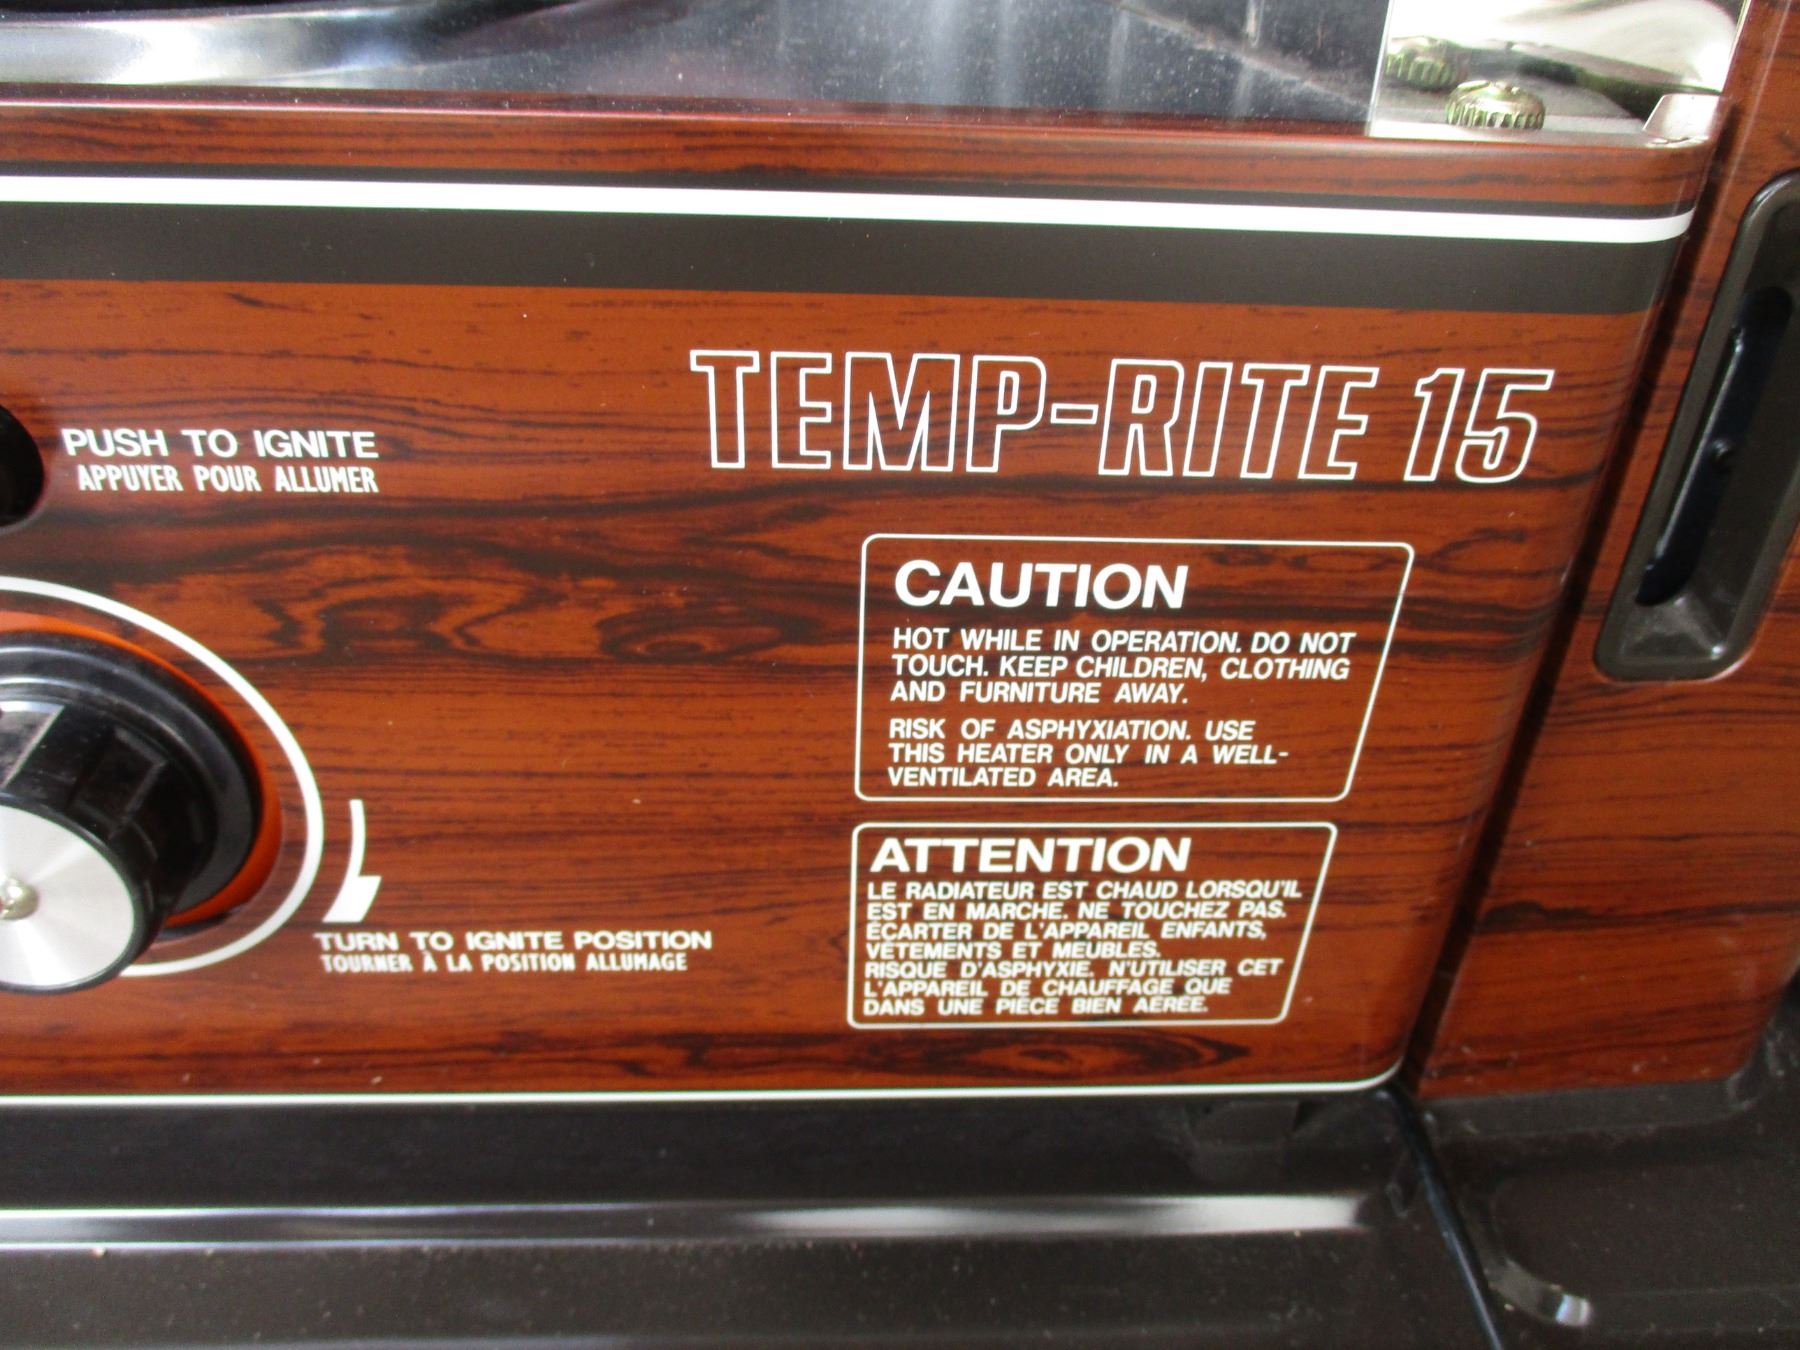 TEMP-RITE 15
PUSH TO IGNITE
APPUYER POUR ALLUMER
CAUTION
HOT WHILE IN OPERATION. DO NOT
TOUCH. KEEP CHILDREN, CLOTHING
AND FURNITURE AWAY.
RISK OF ASPHYXIATION. USE
THIS HEATER ONLY IN A WELL-
VENTILATED AREA.
ATTENTION
LE RADIATEUR EST CHAUD LORSQU'IL
EST EN MARCHE. NE TOUCHEZ PAS.
ÉCARTER DE L'APPAREIL ENFANTS,
VÊTEMENTS ET MEUBLES.
RISQUE D'ASPHYXIE. N'UTILISER CET
L'APPAREIL DE CHAUFFAGE QUE
DANS UNE PIÈCE BIEN AÉRÉE.
TURN TO IGNITE POSITION
TOURNER À LA POSITION ALLUMAGE